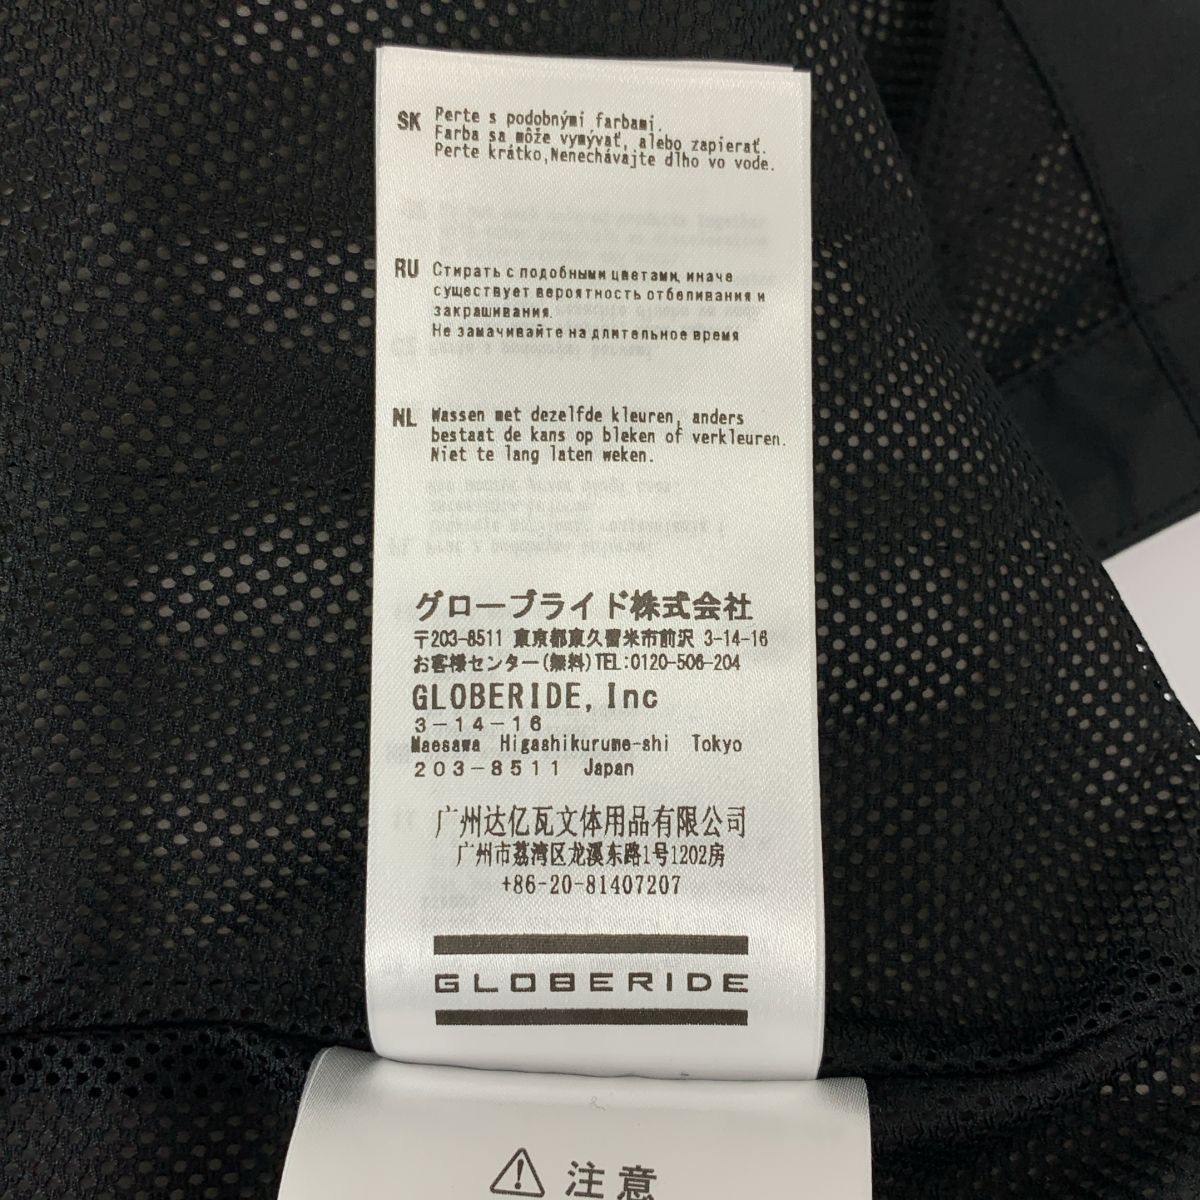 SK Perte s podobnými farbami.
Farba sa môže vymývať, alebo zapierať.
Perte krátko,Nenechávajte dlho vo vode.
RU Стирать с подобными цветами, иначе
существует вероятность отбеливания и
закрашивания.
Не замачивайте на длительное время
NL Wassen met dezelfde kleuren, anders
bestaat de kans op bleken of verkleuren.
Niet te lang laten weken.
グローブライド株式会社
〒203-8511 東京都東久留米市前沢 3-14-16
お客様センター(無料)TEL:0120-506-204
GLOBERIDE, Inc
3-14-16
Maesawa Higashikurume-shi Tokyo
203-8511 Japan
广州达亿瓦文体用品有限公司
广州市荔湾区龙溪东路1号1202房
+86-20-81407207
GLOBERIDE
注意